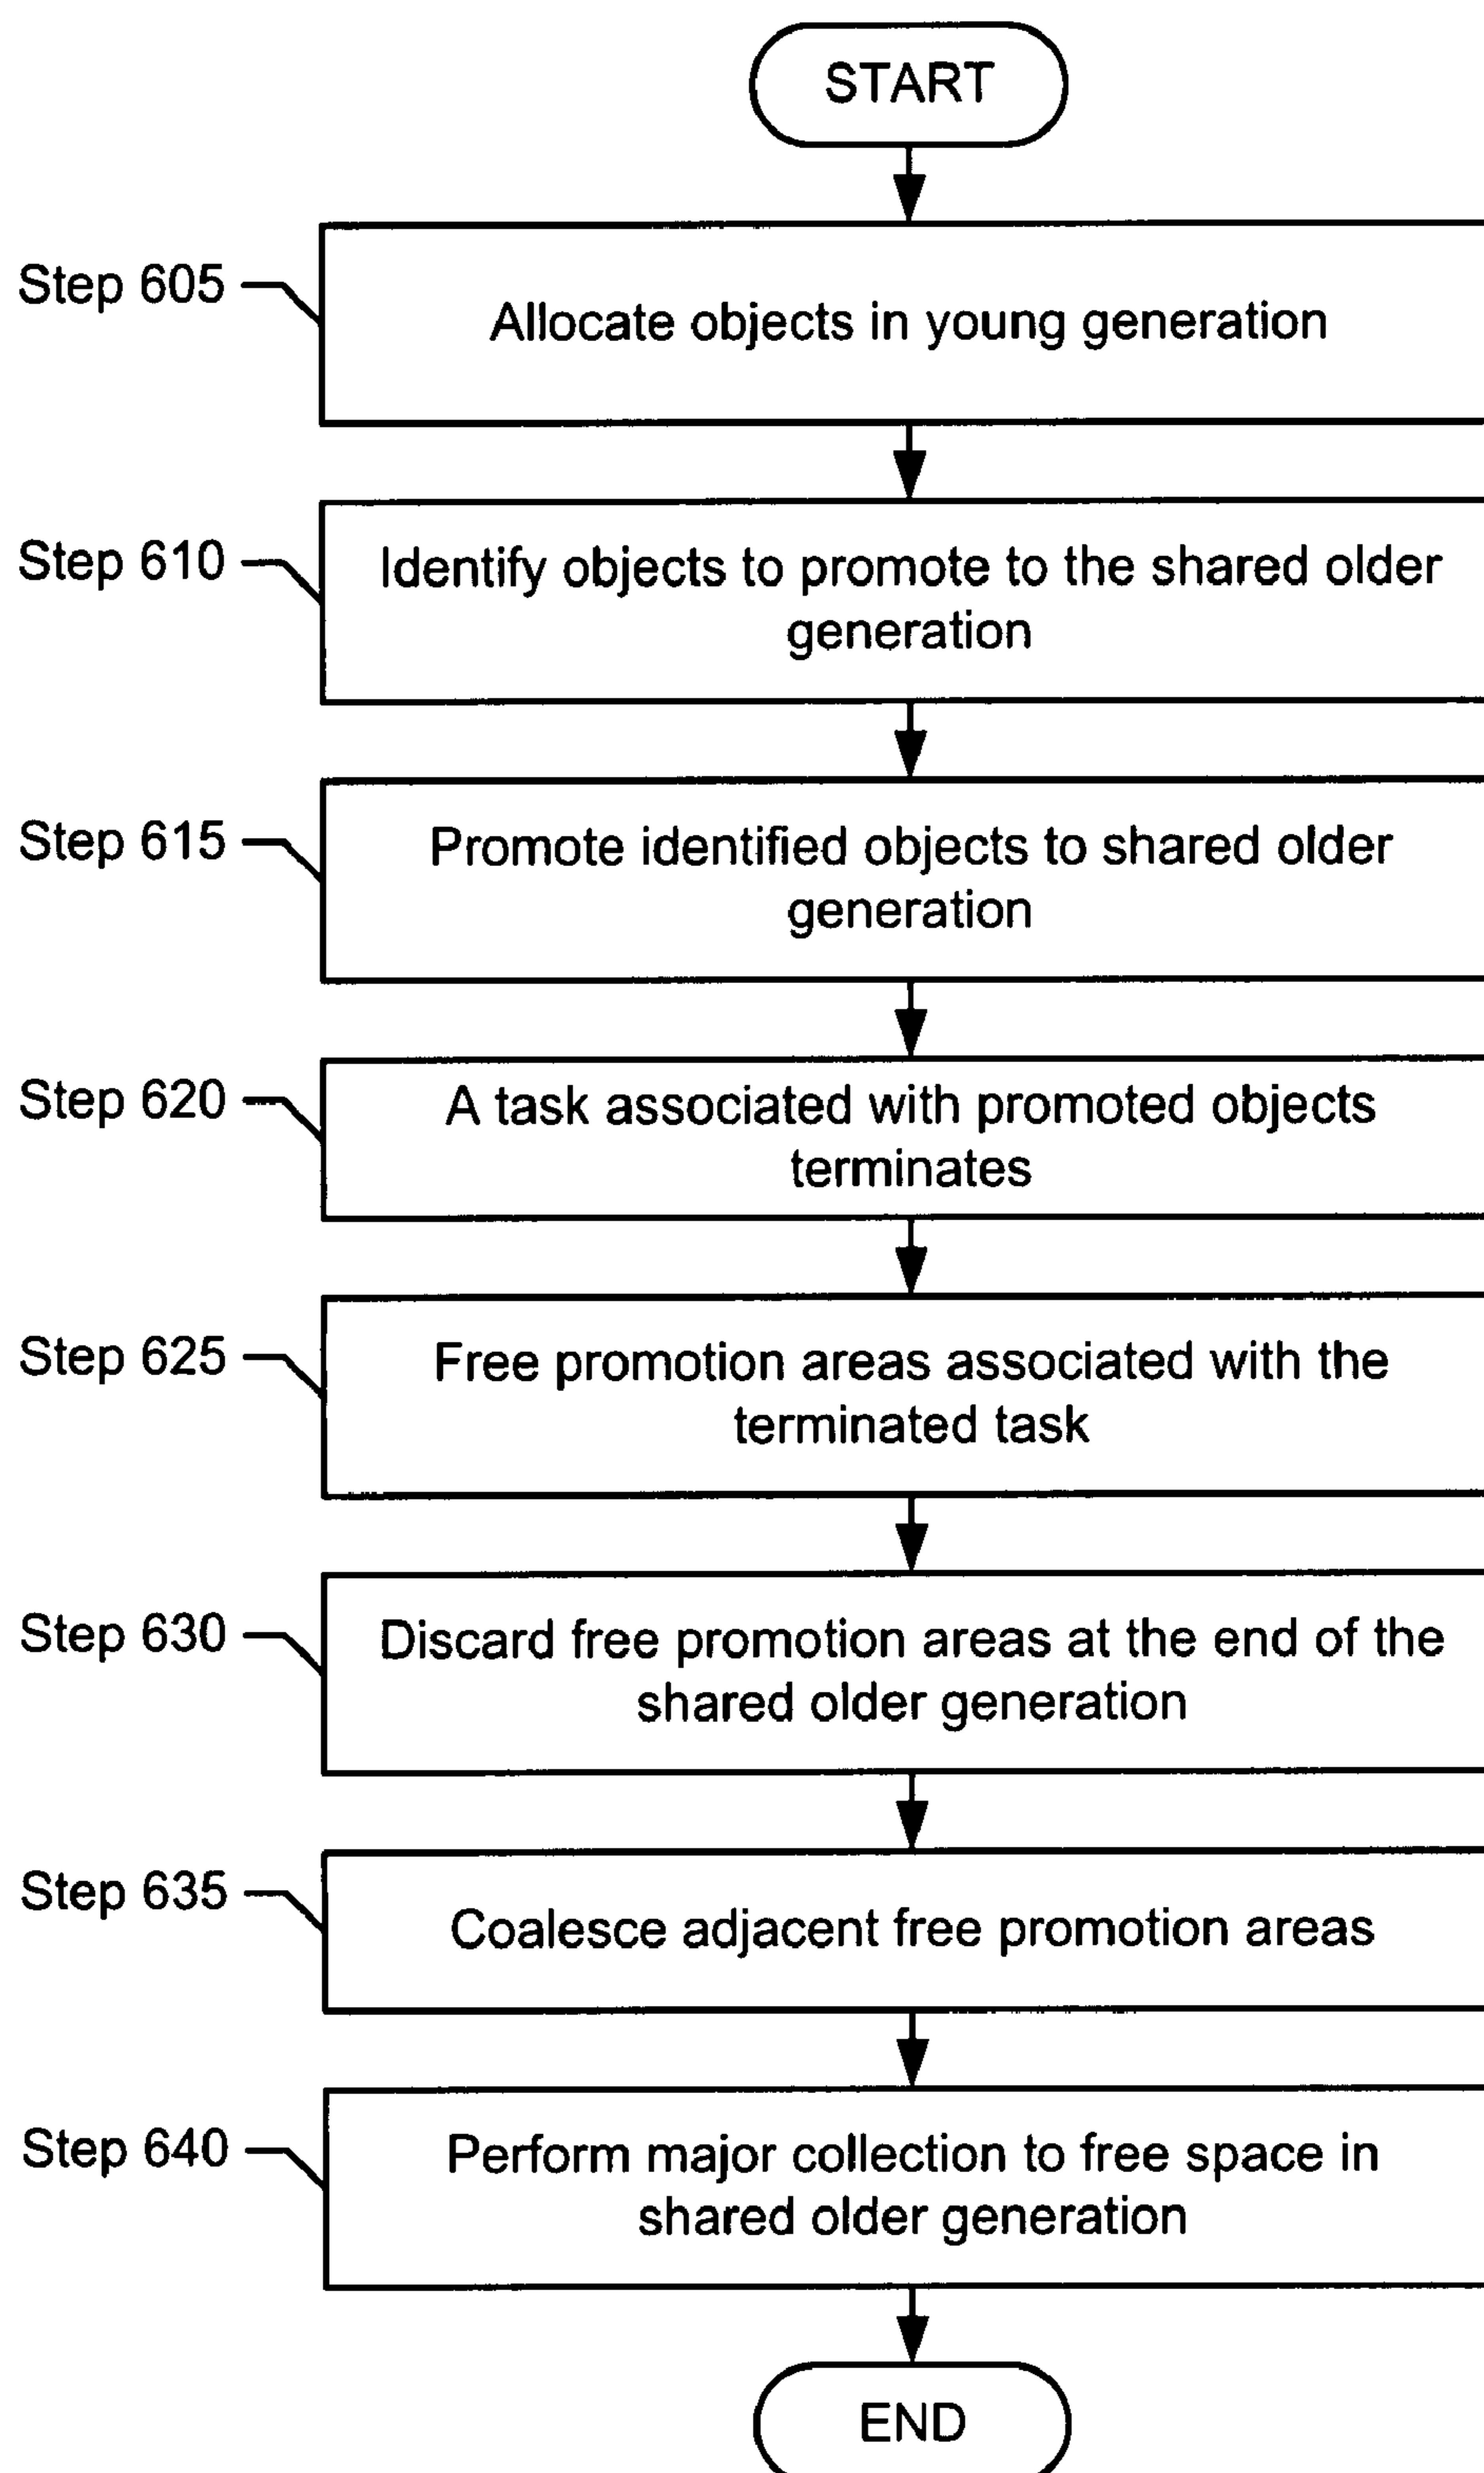 START
Step 605
Allocate objects in young generation
Step 610
Identify objects to promote to the shared older
generation
Step 615
Promote identified objects to shared older
generation
Step 620
A task associated with promoted objects
terminates
Step 625
Free promotion areas associated with the
terminated task
Step 630
Discard free promotion areas at the end of the
shared older generation
Step 635
Coalesce adjacent free promotion areas
Step 640
Perform major collection to free space in
shared older generation
END